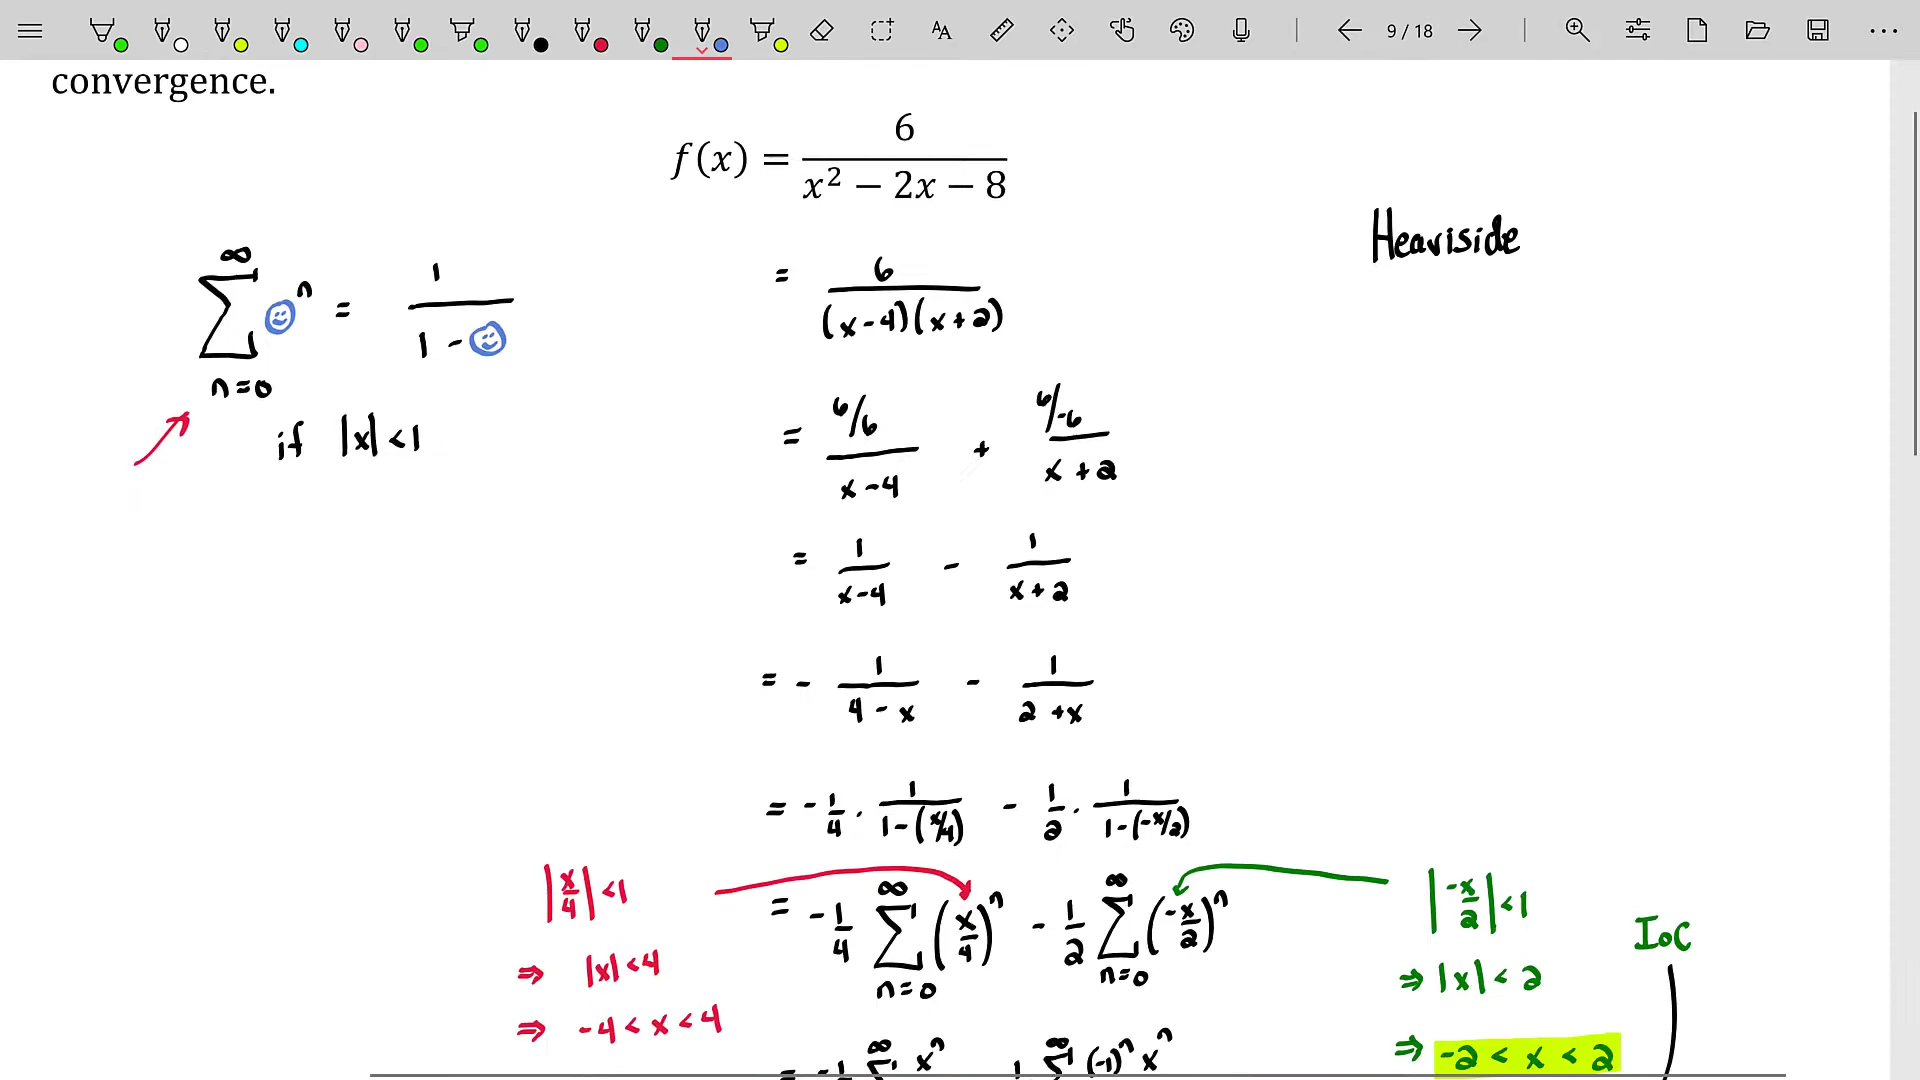 9 / 18
convergence.
f(x) = 6 / (x² − 2x − 8)
Heaviside
∞ Σ n=0 ☺ⁿ = 1 / (1 - ☺)
if |x| < 1
= 6 / ((x-4)(x+2))
= (6/6) / (x-4) + (6/-6) / (x+2)
= 1 / (x-4) - 1 / (x+2)
= - 1 / (4-x) - 1 / (2+x)
= - 1/4 · 1 / (1-(x/4)) - 1/2 · 1 / (1-(-x/2))
|x/4| < 1
= - 1/4 ∞ Σ n=0 (x/4)ⁿ - 1/2 ∞ Σ n=0 (-x/2)ⁿ
|-x/2| < 1
IoC
⇒ |x| < 4
⇒ |x| < 2
⇒ -4 < x < 4
⇒ -2 < x < 2